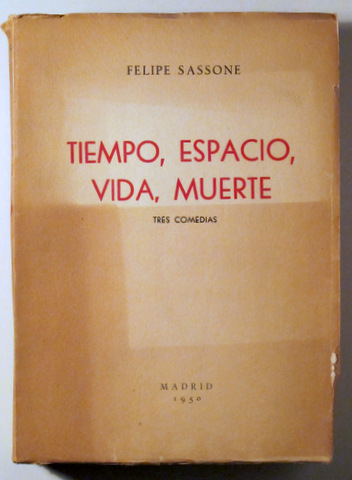 FELIPE SASSONE
TIEMPO, ESPACIO,
VIDA, MUERTE
TRES COMEDIAS
MADRID
1950